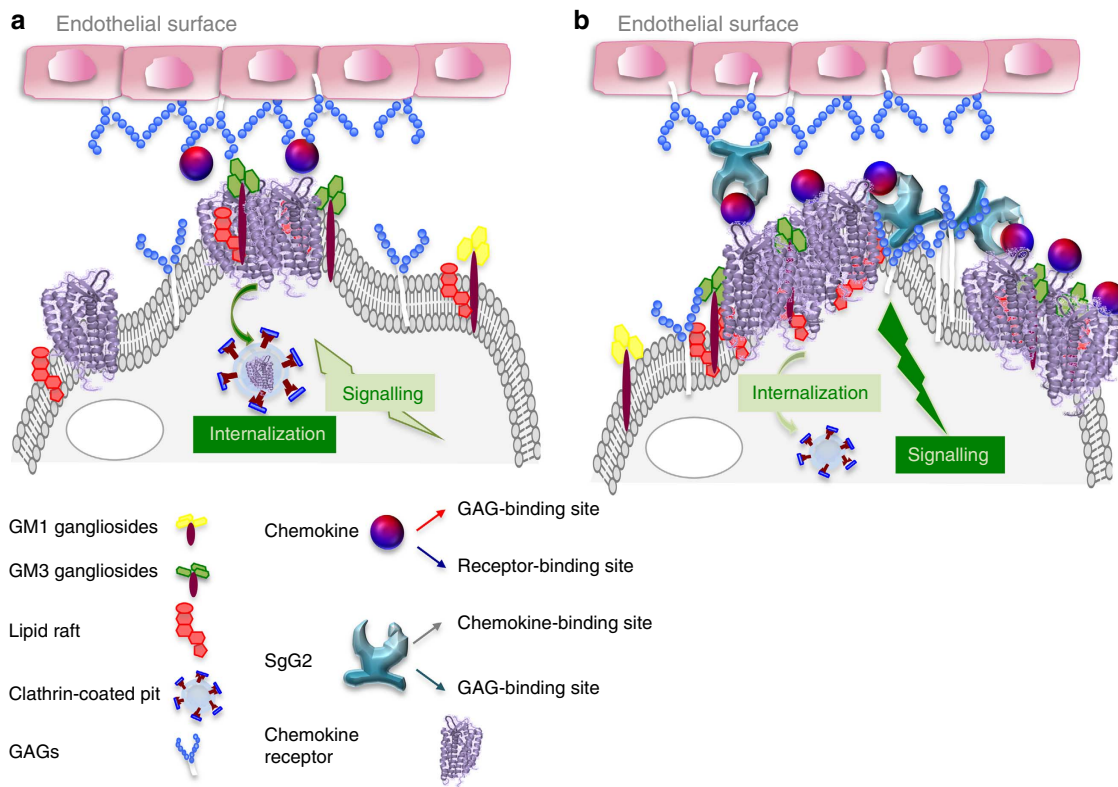 a
Endothelial surface
Signalling
Internalization
b
Endothelial surface
Internalization
Signalling
GM1 gangliosides
GM3 gangliosides
Lipid raft
Clathrin-coated pit
GAGs
Chemokine
GAG-binding site
Receptor-binding site
SgG2
Chemokine-binding site
GAG-binding site
Chemokine
receptor